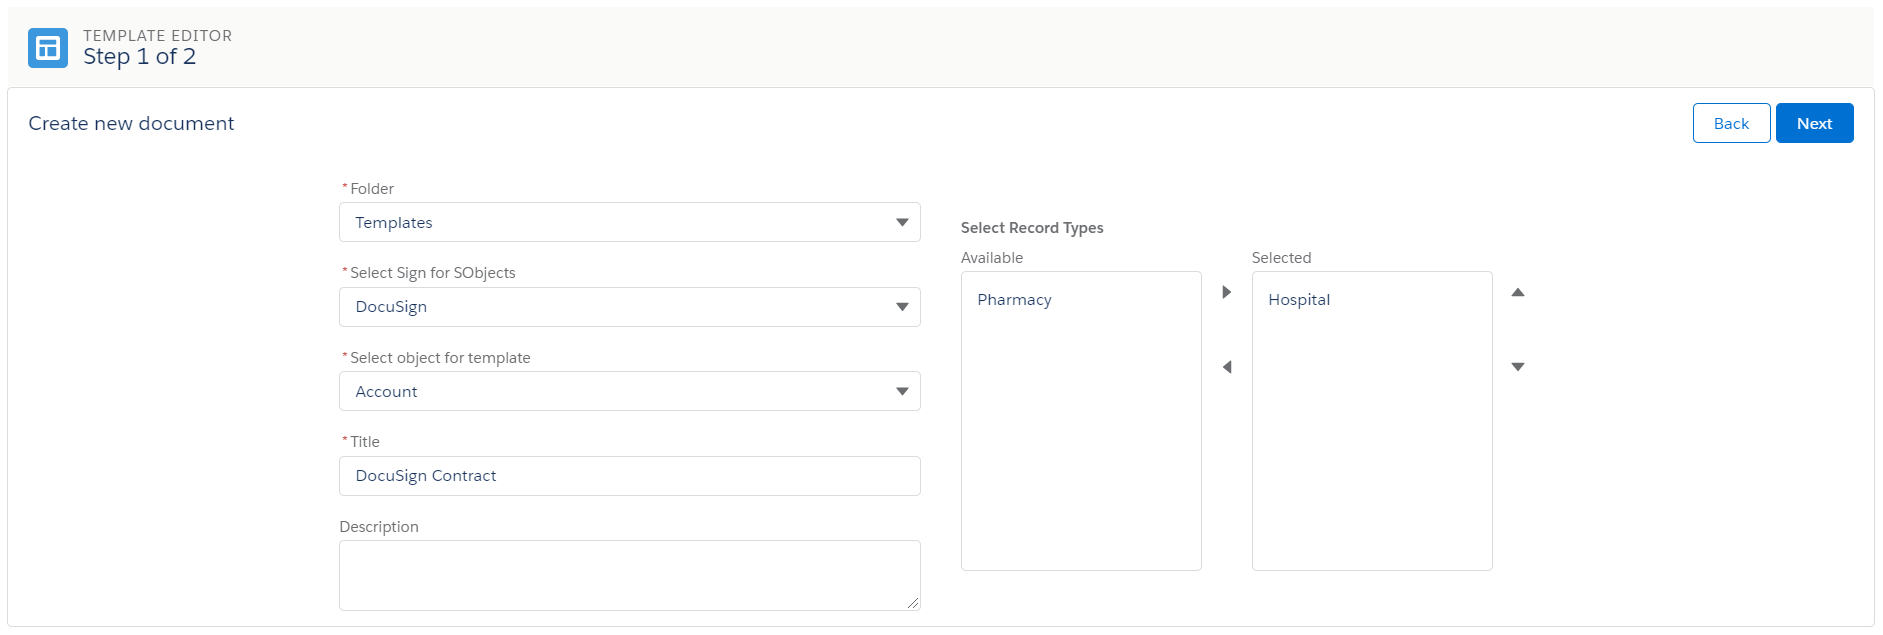 TEMPLATE EDITOR
Step 1 of 2
Create new document
Back
Next
* Folder
Templates
* Select Sign for SObjects
DocuSign
* Select object for template
Account
* Title
DocuSign Contract
Description
Select Record Types
Available
Pharmacy
Selected
Hospital